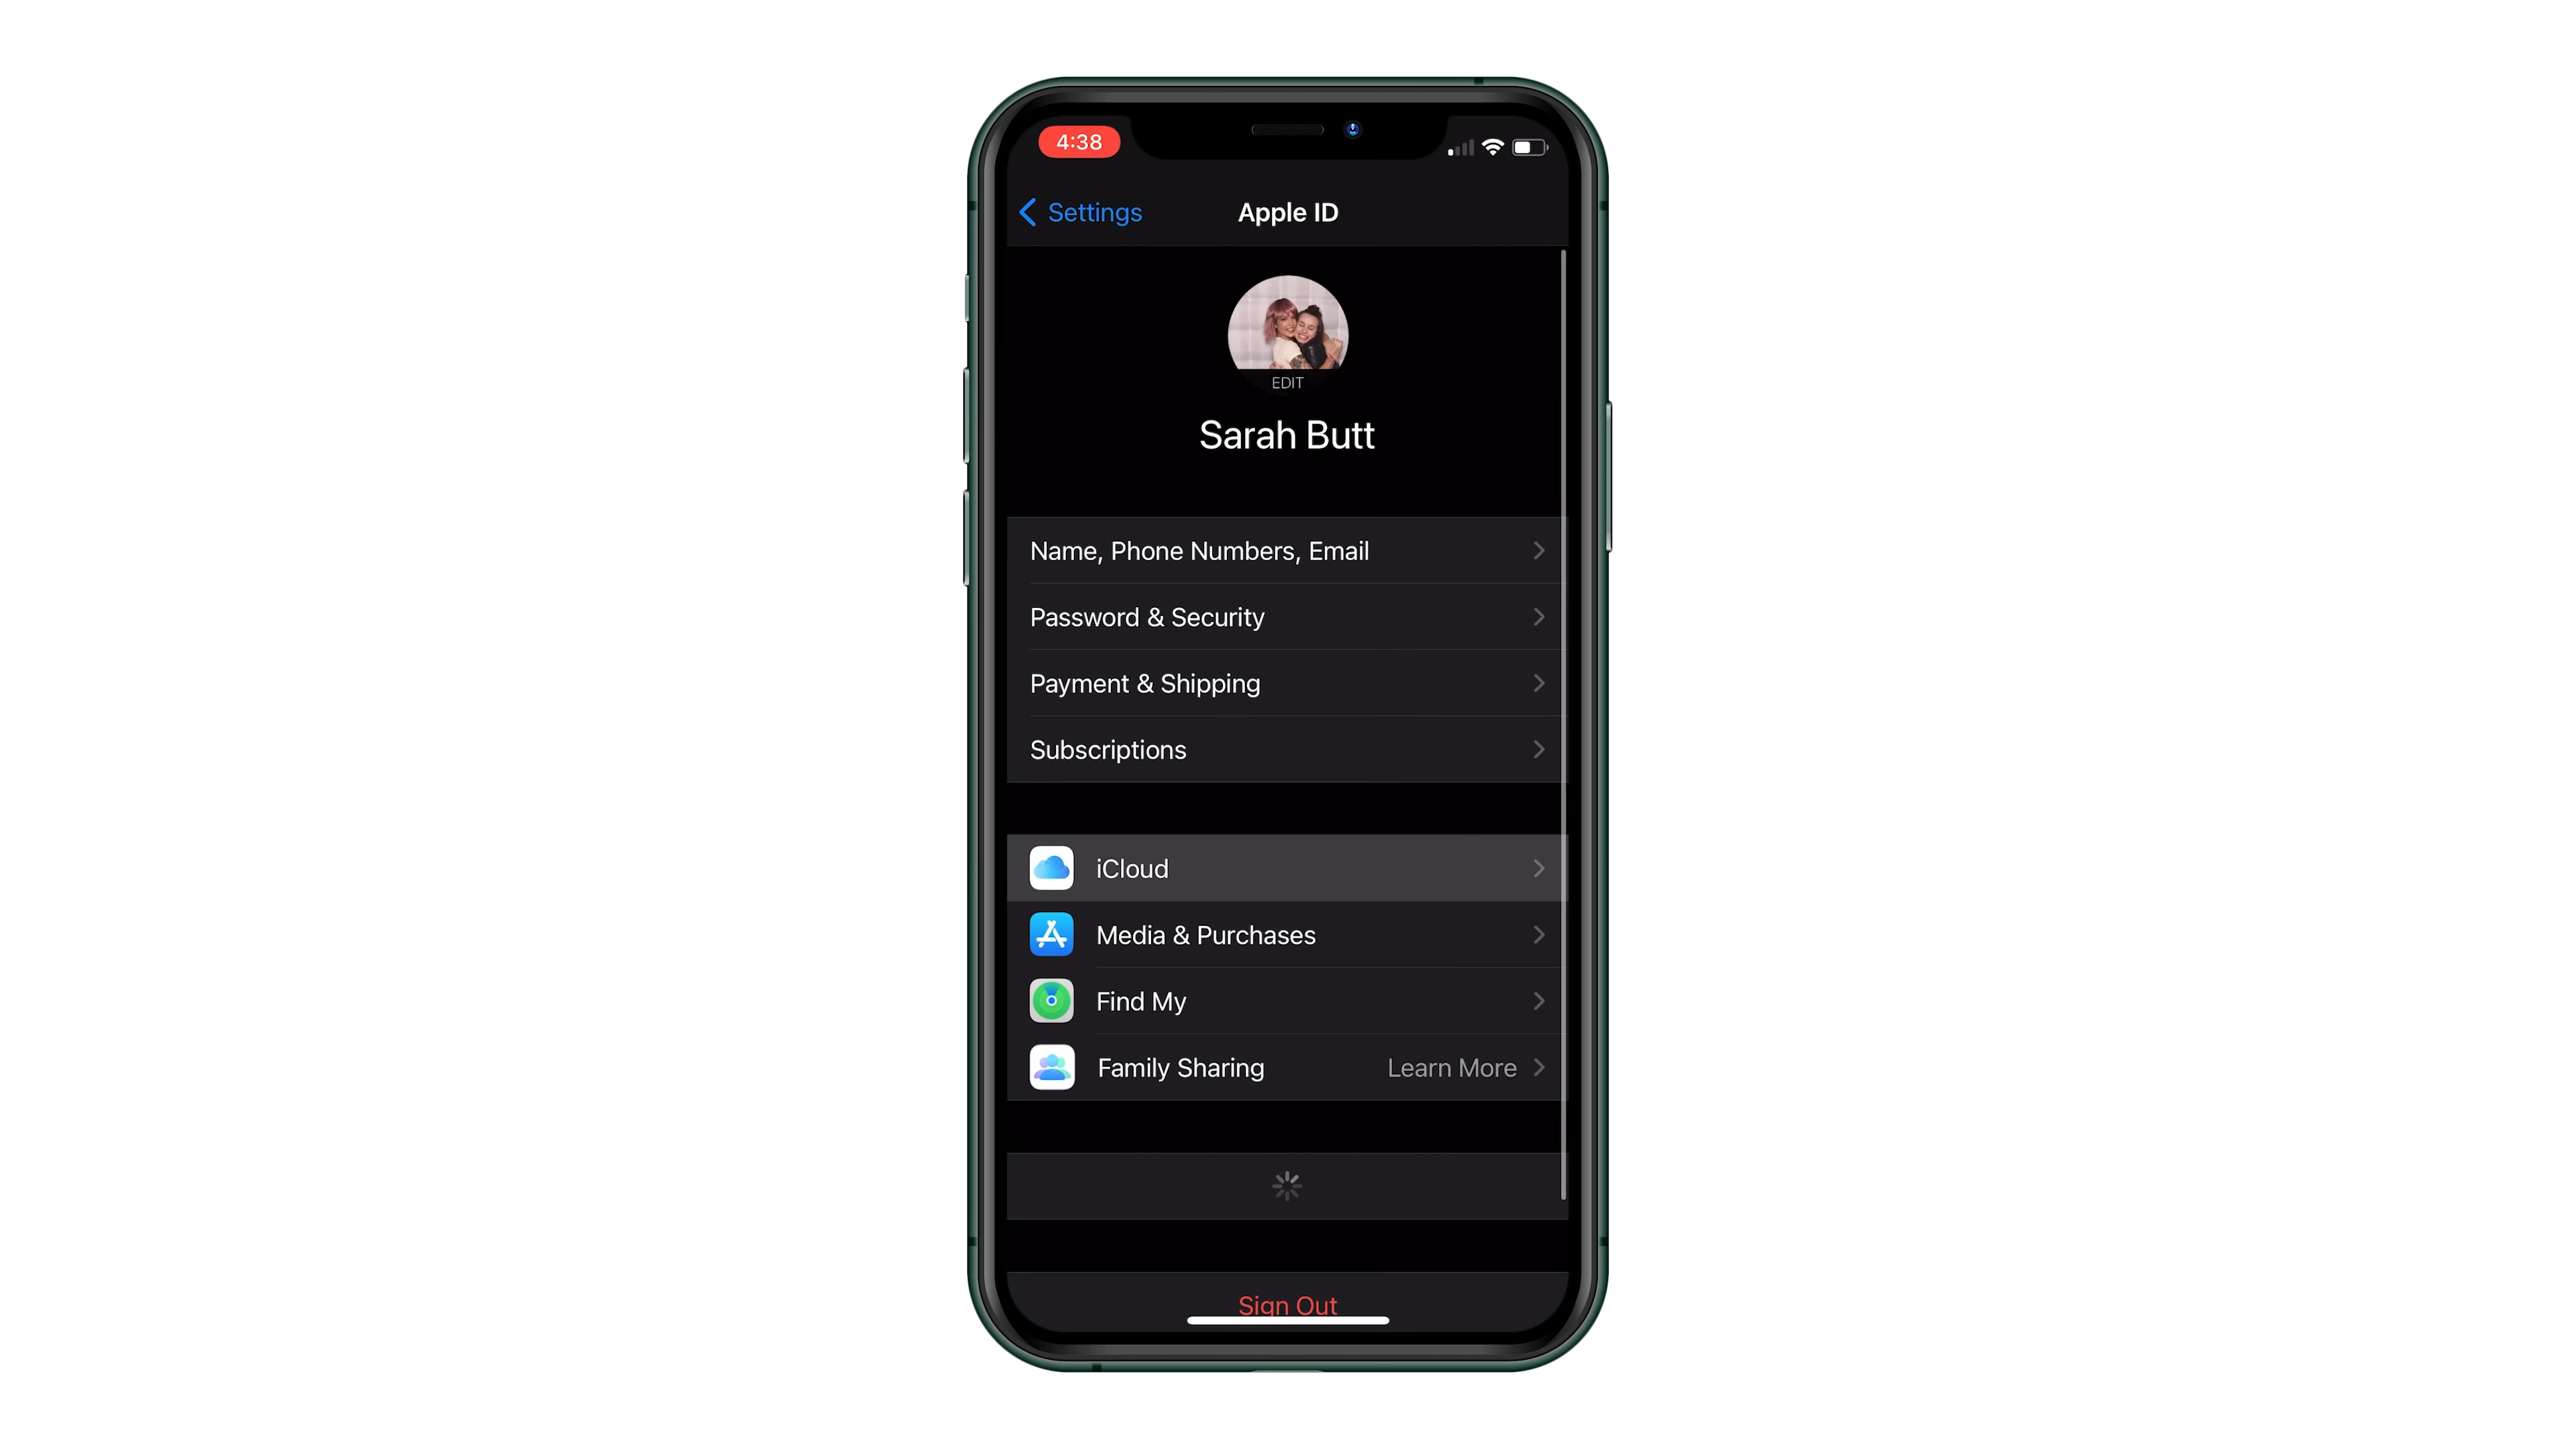 4:38
Settings
Apple ID
EDIT
Sarah Butt
Name, Phone Numbers, Email
Password & Security
Payment & Shipping
Subscriptions
iCloud
Media & Purchases
Find My
Family Sharing Learn More
Sign Out